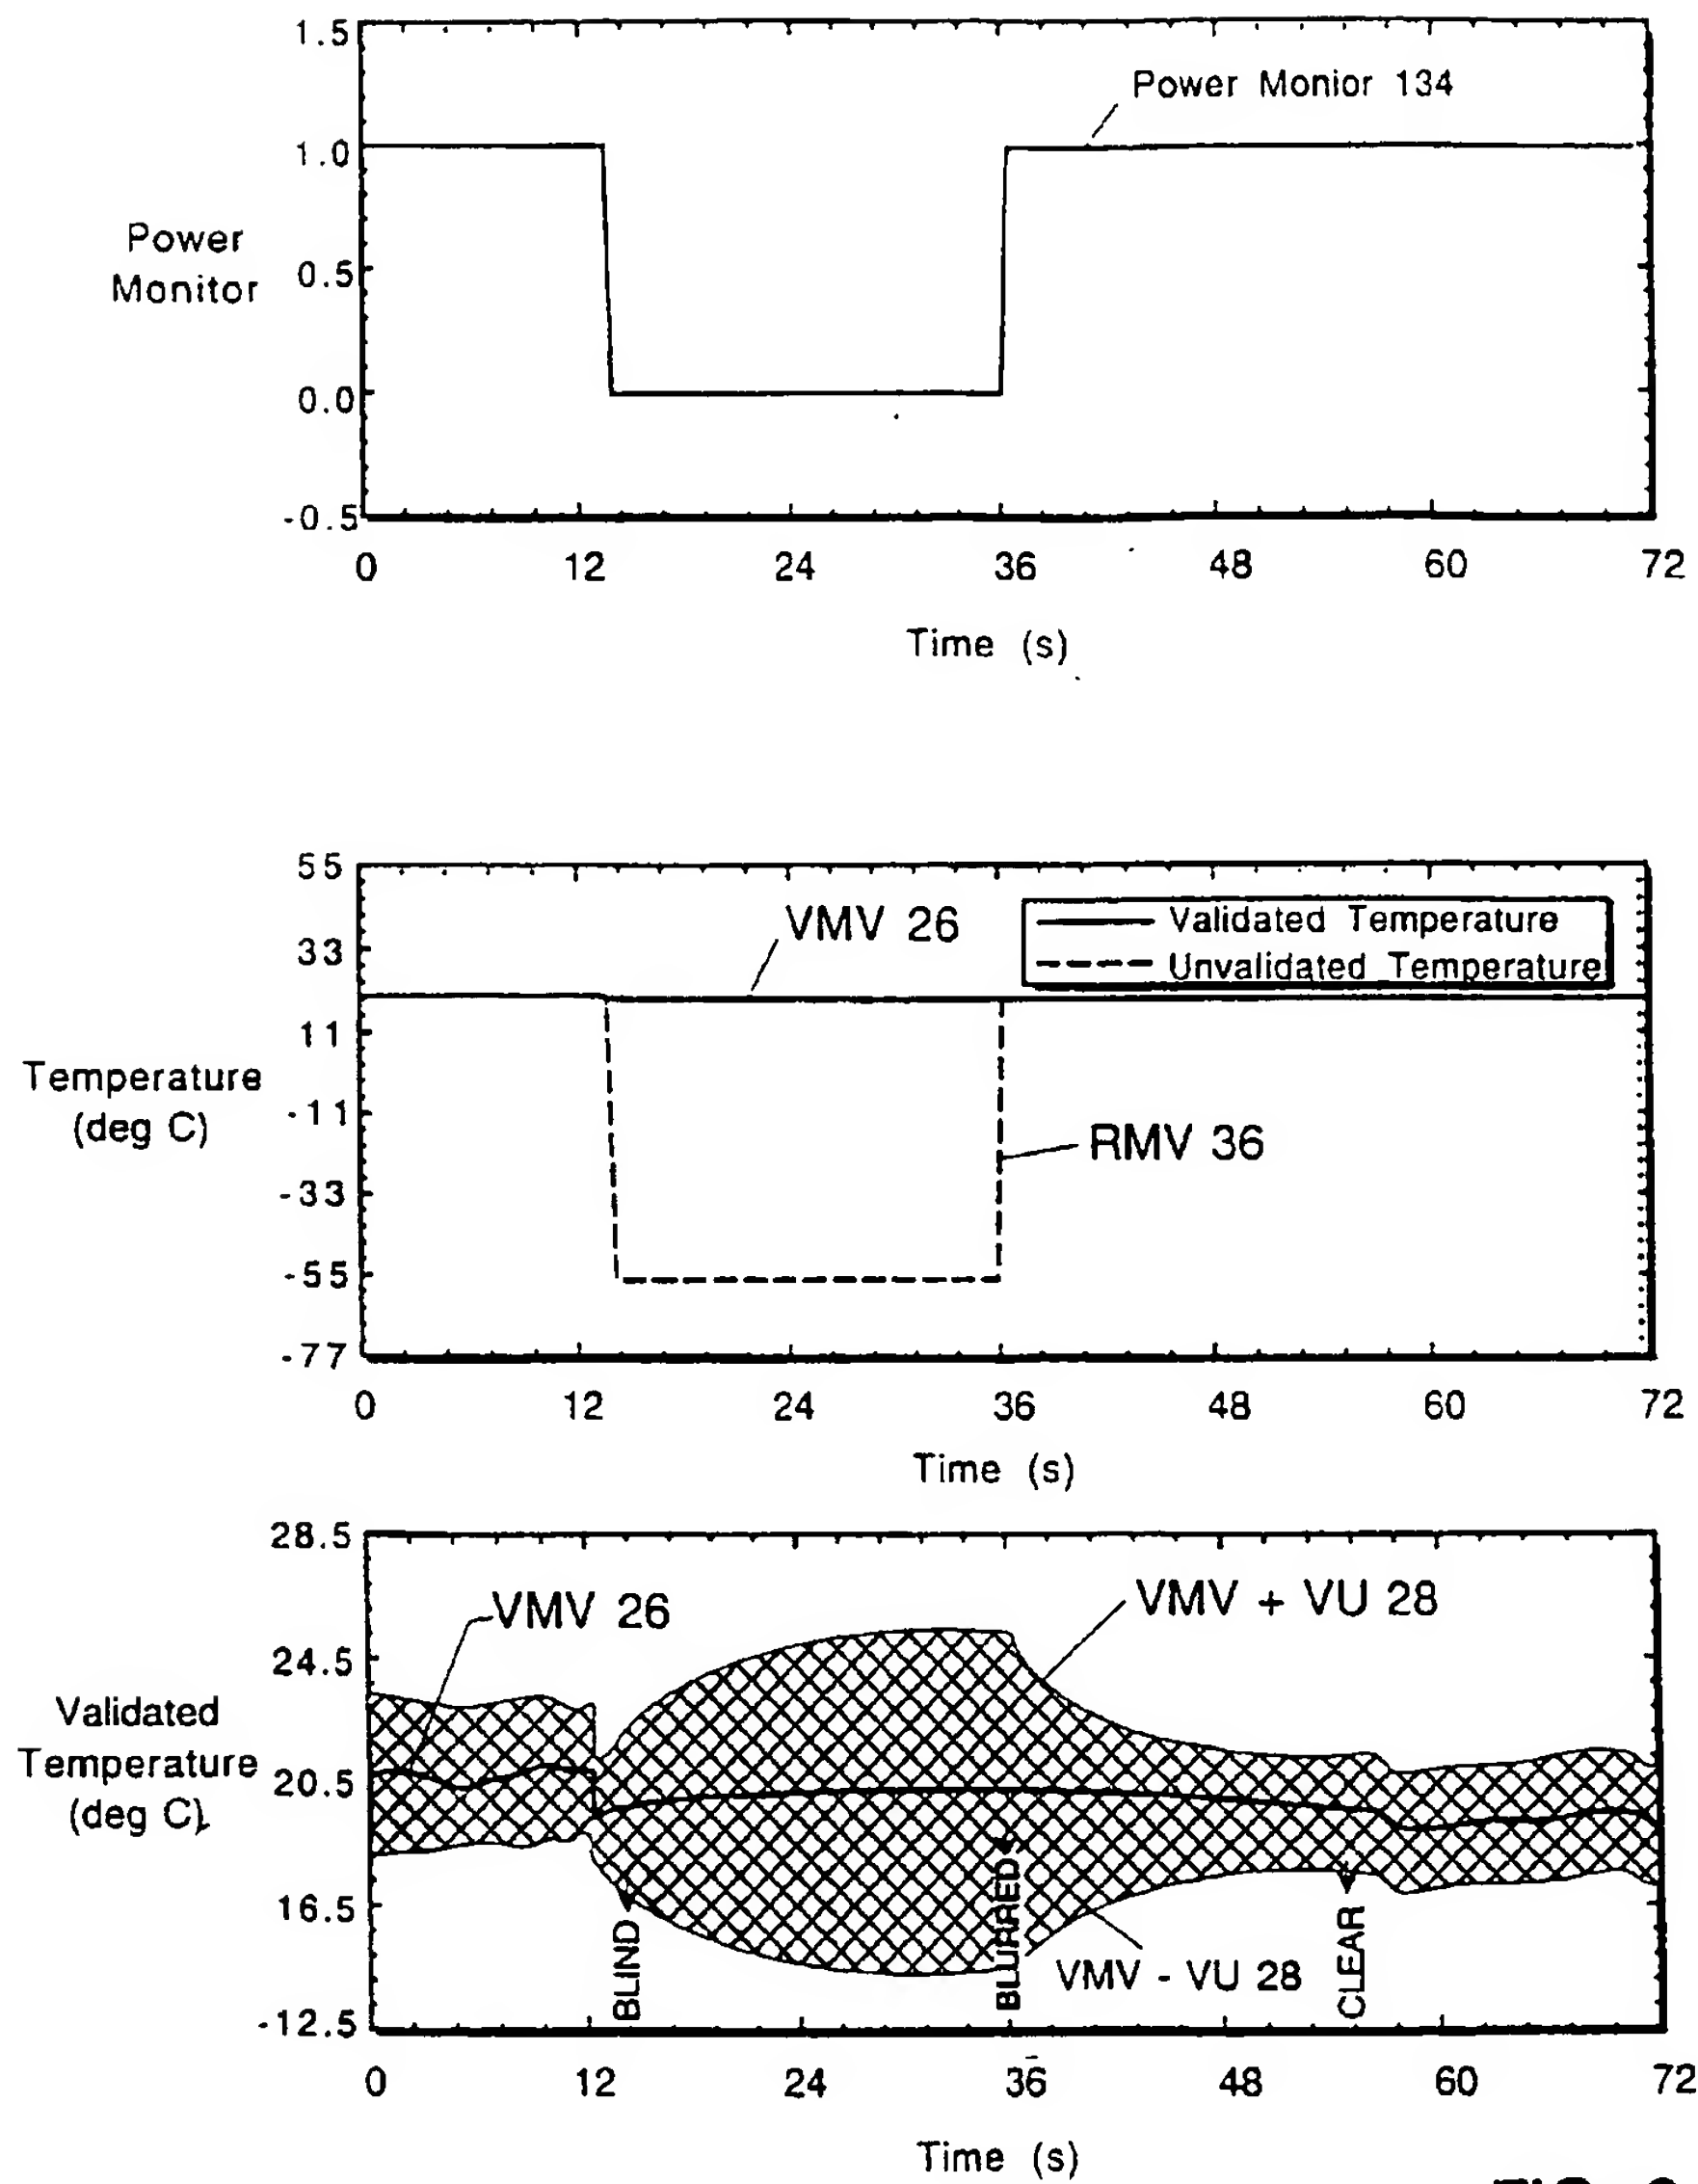 1.5
Power Monior 134
1.0
Power
Monitor
0.5
0.0
-0.5
0 12 24 36 48 60 72
Time (s)
55
VMV 26
Validated Temperature
33
Unvalidated Temperature
11
Temperature
(deg C)
-11
RMV 36
-33
-55
-77
0 12 24 36 48 60 72
Time (s)
28.5
VMV 26
VMV + VU 28
24.5
Validated
Temperature
(deg C)
20.5
16.5
BLIND
BLURRED
VMV - VU 28
CLEAR
-12.5
0 12 24 36 48 60 72
Time (s)